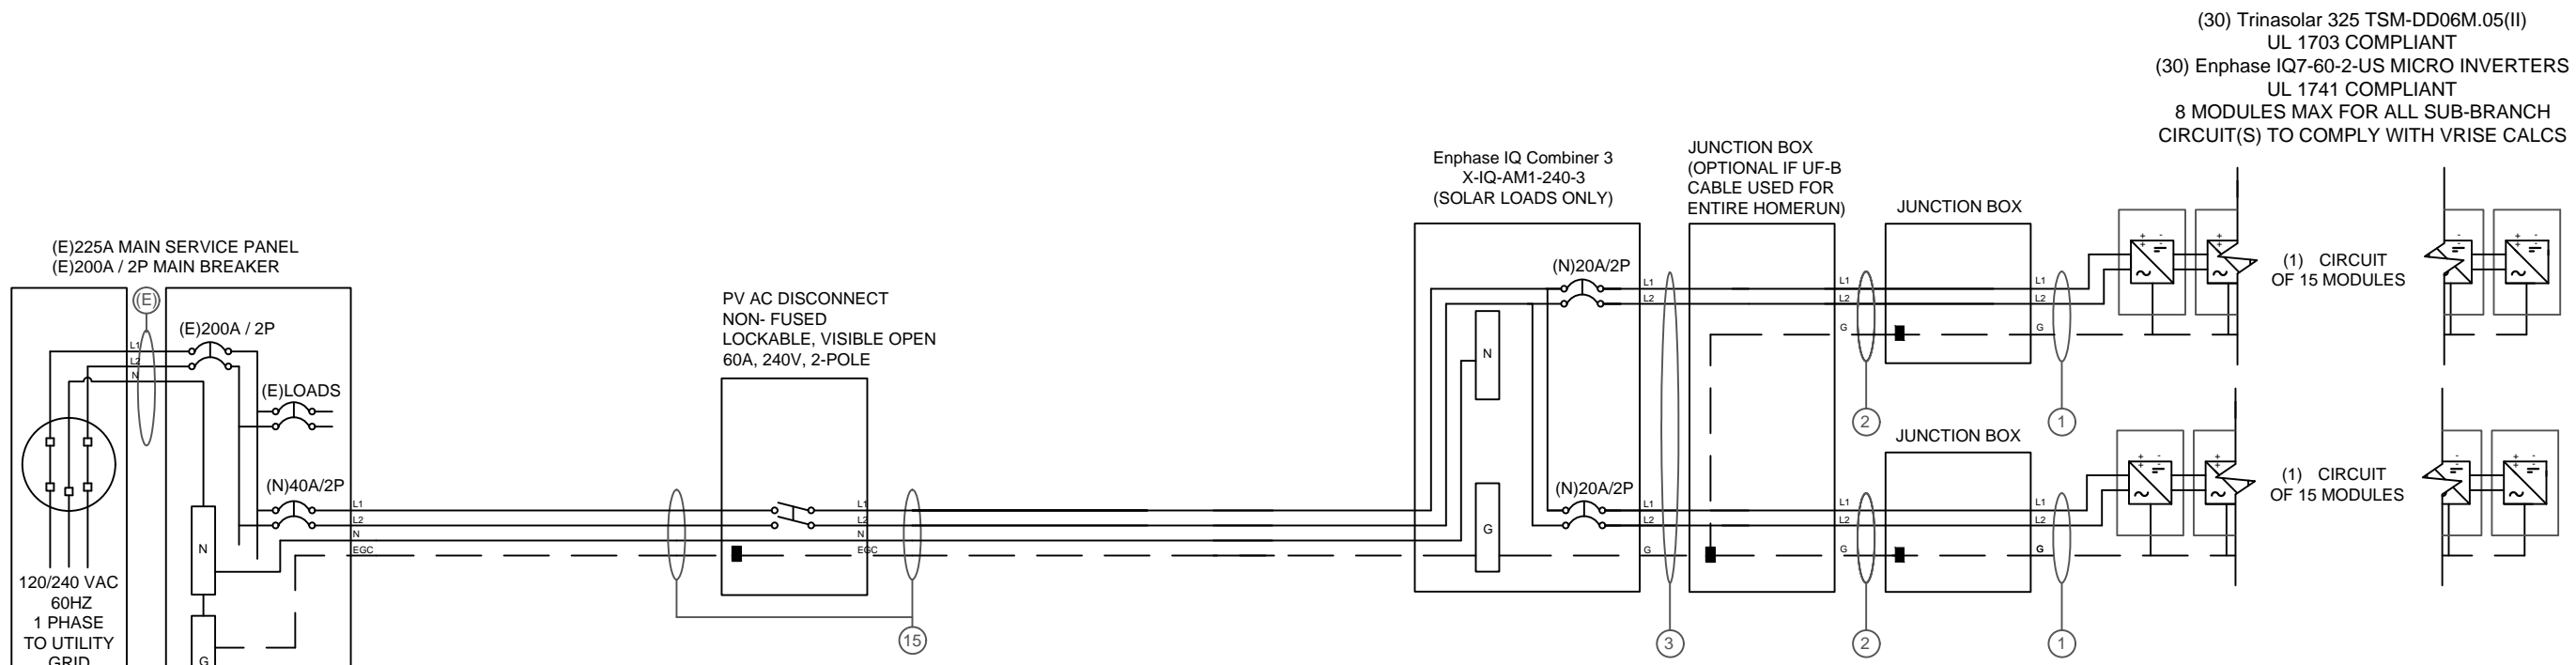 (30) Trinasolar 325 TSM-DD06M.05(II)
UL 1703 COMPLIANT
(30) Enphase IQ7-60-2-US MICRO INVERTERS
UL 1741 COMPLIANT
8 MODULES MAX FOR ALL SUB-BRANCH
CIRCUIT(S) TO COMPLY WITH VRISE CALCS
Enphase IQ Combiner 3
X-IQ-AM1-240-3
(SOLAR LOADS ONLY)
JUNCTION BOX
(OPTIONAL IF UF-B
CABLE USED FOR
ENTIRE HOMERUN)
JUNCTION BOX
(E)225A MAIN SERVICE PANEL
(E)200A / 2P MAIN BREAKER
(E)
(E)200A / 2P
L1
L2
N
(E)LOADS
(N)40A/2P
L1
L2
N
EGC
N
G
120/240 VAC
60HZ
1 PHASE
TO UTILITY
GRID
PV AC DISCONNECT
NON- FUSED
LOCKABLE, VISIBLE OPEN
60A, 240V, 2-POLE
L1
L2
N
EGC
15
(N)20A/2P
N
G
(N)20A/2P
L1
L2
L1
L2
G
3
L1
L2
G
L1
L2
G
2
2
L1
L2
G
JUNCTION BOX
L1
L2
G
1
1
+ -
+
(1) CIRCUIT
OF 15 MODULES
-
+ -
+ -
+
(1) CIRCUIT
OF 15 MODULES
-
+ -